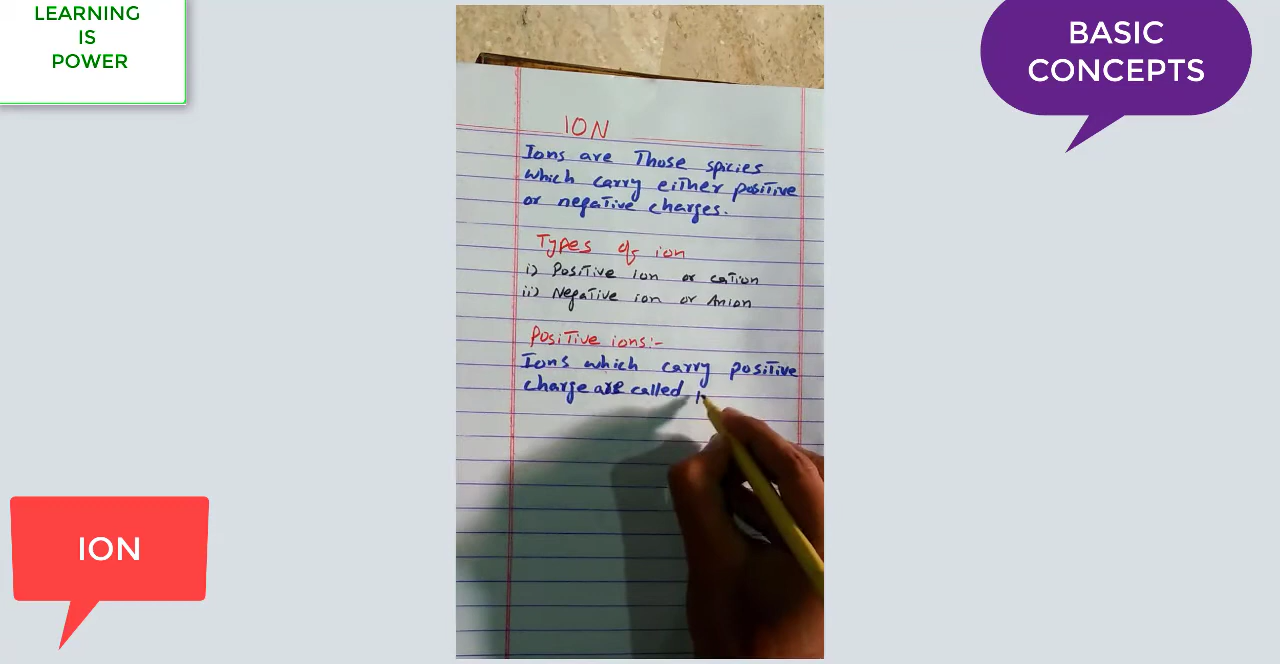 LEARNING
IS
POWER
BASIC
CONCEPTS
ION
Ions are Those spicies
which carry either positive
or negative charges.
Types of ion
i) Positive ion or cation
ii) Negative ion or Anion
Positive ions:-
Ions which carry positive
charge are called
ION